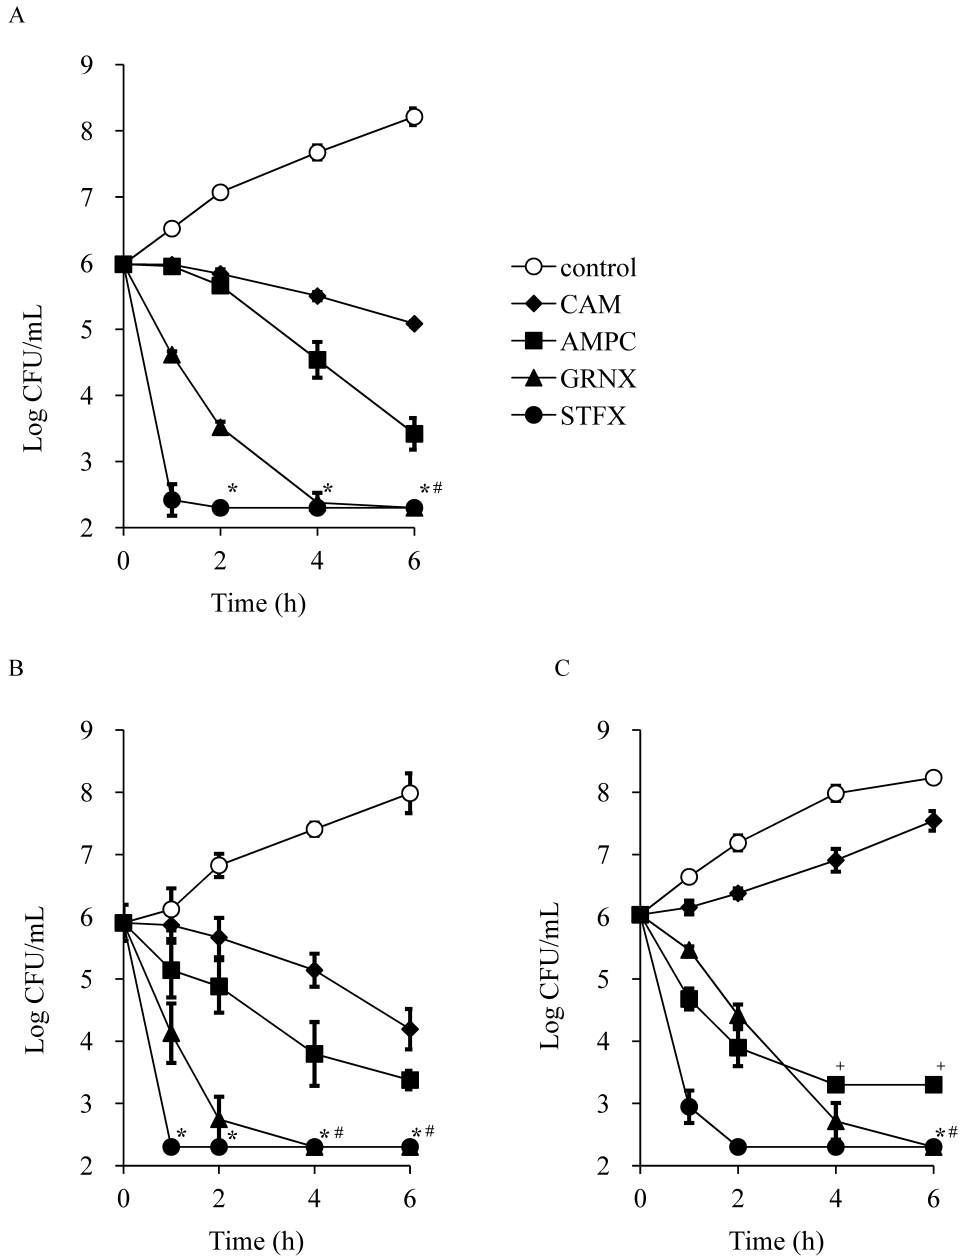 A
9
8
7
6
5
4
3
2
Log CFU/mL
* * * #
0 2 4 6
Time (h)
control
CAM
AMPC
GRNX
STFX
B
9
8
7
6
5
4
3
2
Log CFU/mL
* * * # * #
0 2 4 6
Time (h)
C
9
8
7
6
5
4
3
2
Log CFU/mL
+ +
* #
0 2 4 6
Time (h)